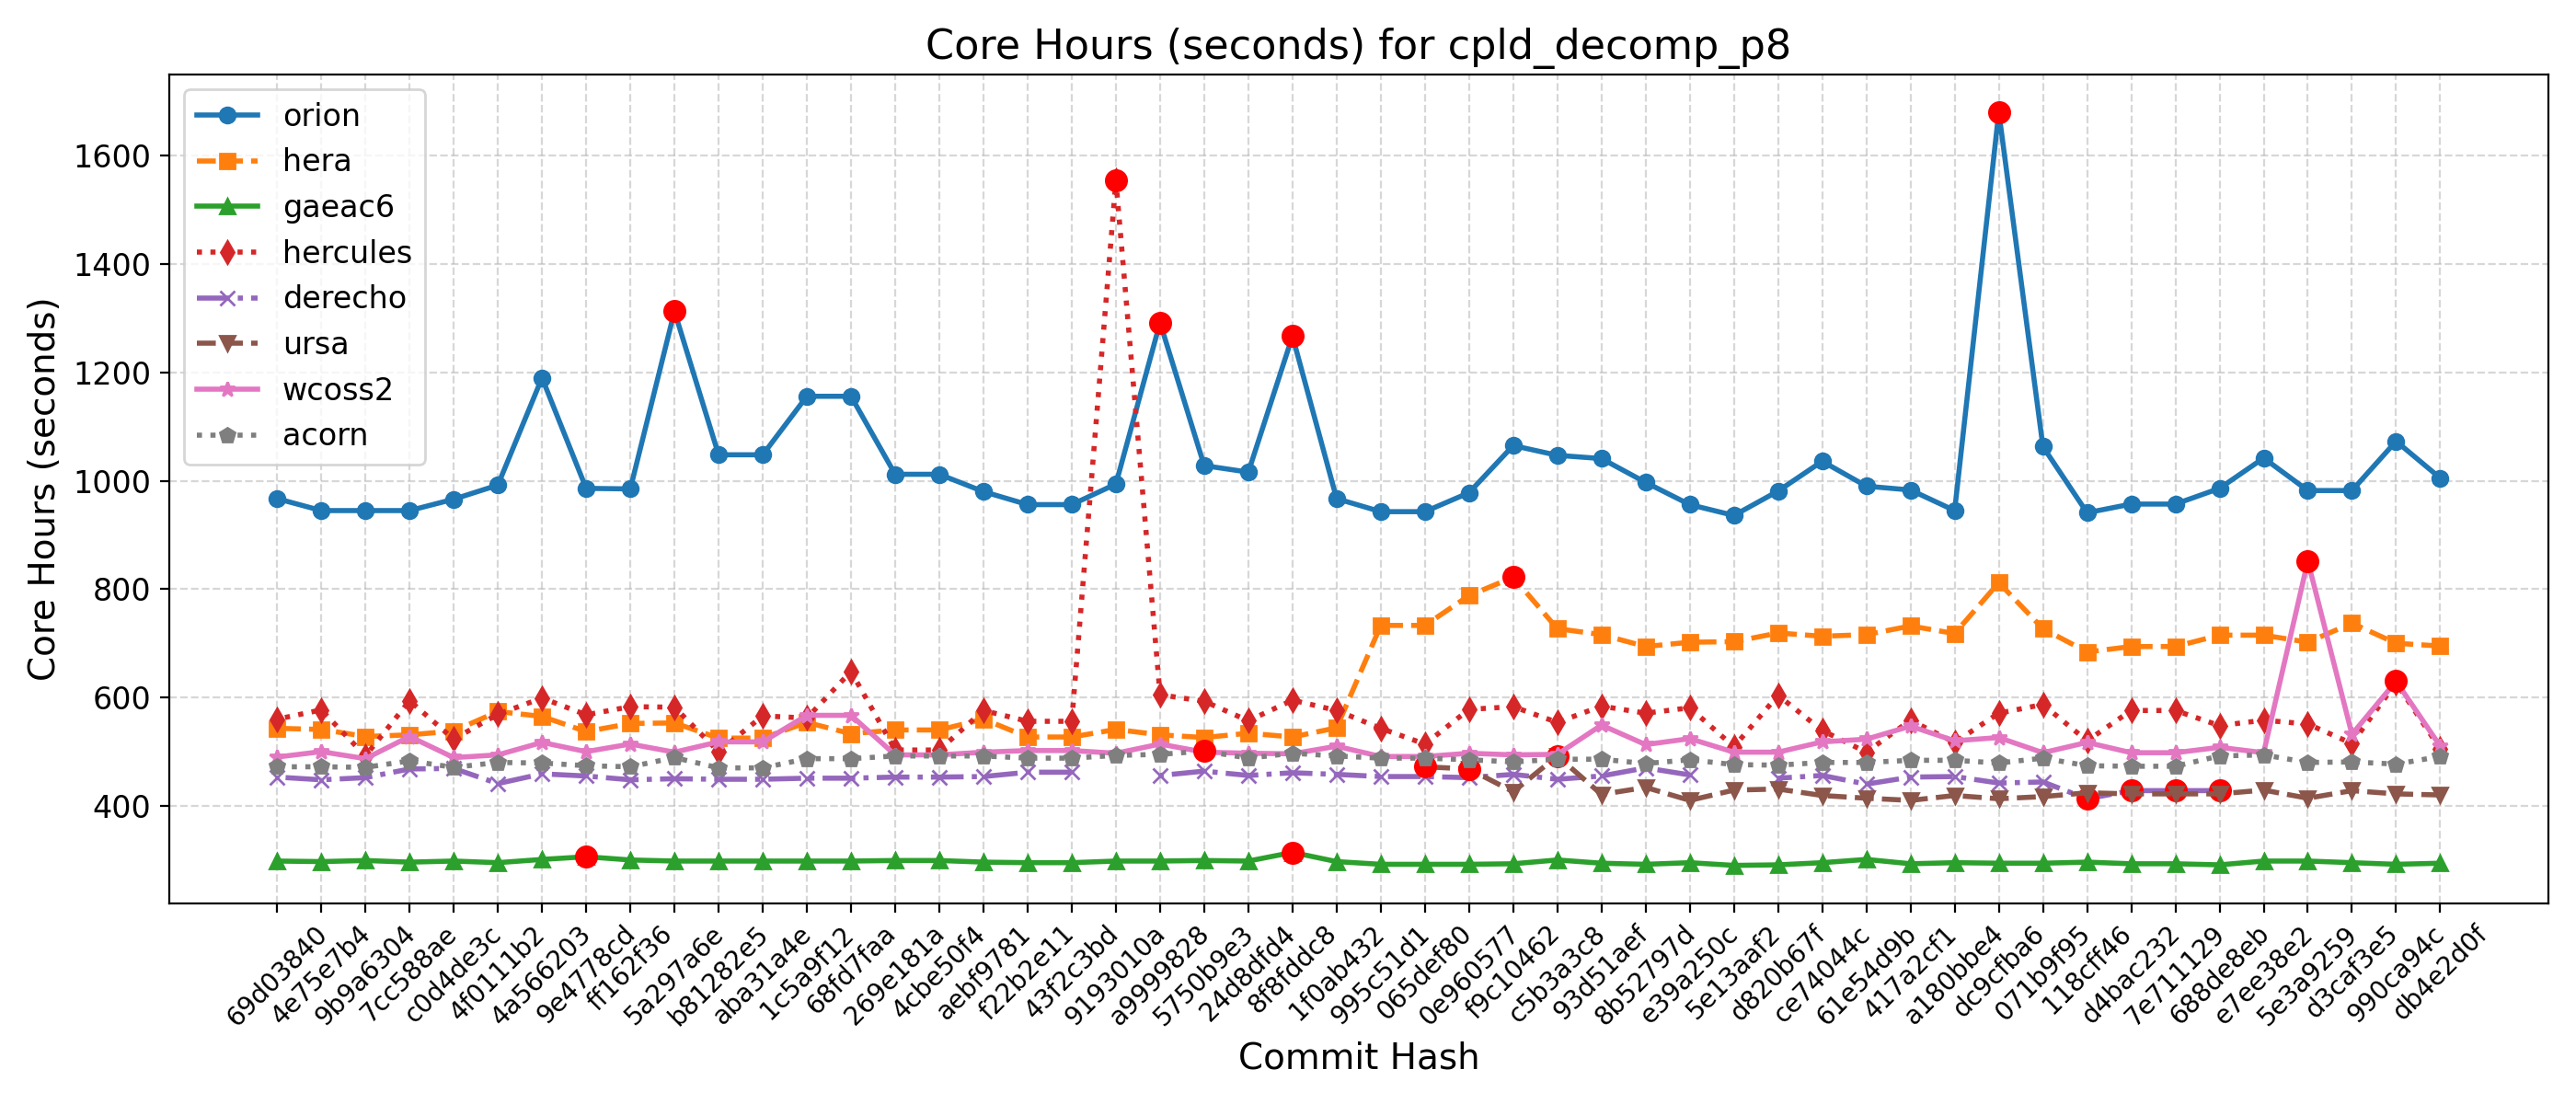 Core Hours (seconds) for cpld_decomp_p8
orion
hera
gaeac6
hercules
derecho
ursa
wcoss2
acorn
Core Hours (seconds)
1600
1400
1200
1000
800
600
400
69d03840
4e75e7b4
9b9a6304
7cc588ae
c0d4de3c
4f0111b2
4a566203
9e4778cd
ff162f36
5a297a6e
b81282e5
aba31a4e
1c5a9f12
68fd7faa
269e181a
4cbe50f4
aebf9781
f22b2e11
43f2c3bd
9193010a
a9999828
5750b9e3
24d8dfd4
8f8fddc8
1f0ab432
995c51d1
065def80
0e960577
f9c10462
c5b3a3c8
93d51aef
8b52797d
e39a250c
5e13aaf2
d820b67f
ce74044c
61e54d9b
417a2cf1
a180bbe4
dc9cfba6
071b9f95
118cff46
d4bac232
7e711129
688de8eb
e7ee38e2
5e3a9259
d3caf3e5
990ca94c
db4e2d0f
Commit Hash